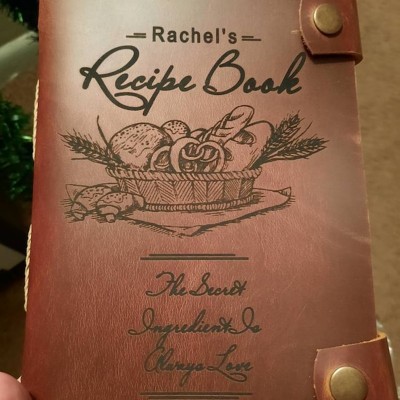 Rachel's
Recipe Book
The Secret
Ingredient Is
Always Love